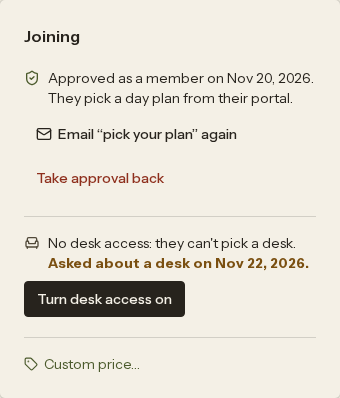 Joining
Approved as a member on Nov 20, 2026.
They pick a day plan from their portal.
Email “pick your plan” again
Take approval back
No desk access: they can't pick a desk.
Asked about a desk on Nov 22, 2026.
Turn desk access on
Custom price...